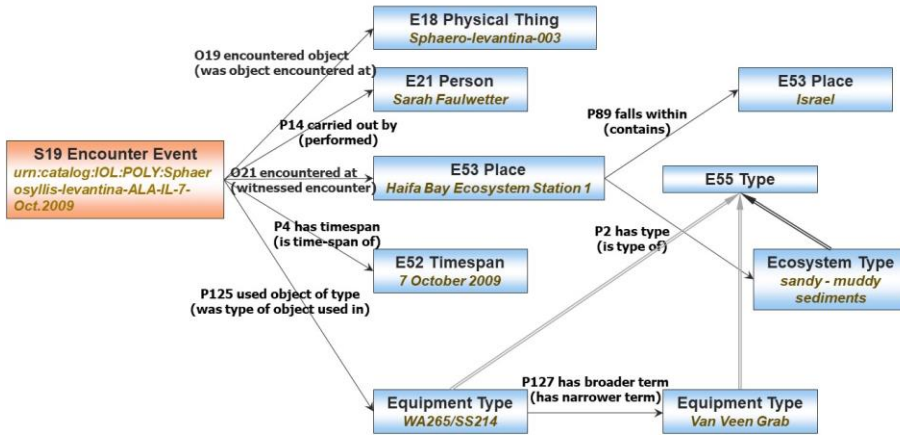 E18 Physical Thing
Sphaero-levantina-003
O19 encountered object
(was object encountered at)
E21 Person
Sarah Faulwetter
E53 Place
Israel
P89 falls within
(contains)
P14 carried out by
(performed)
S19 Encounter Event
urn:catalog:IOL:POLY:Sphaer
osyllis-levantina-ALA-IL-7-
Oct.2009
O21 encountered at
(witnessed encounter)
E53 Place
Haifa Bay Ecosystem Station 1
E55 Type
P4 has timespan
(is time-span of)
P2 has type
(is type of)
E52 Timespan
7 October 2009
Ecosystem Type
sandy - muddy
sediments
P125 used object of type
(was type of object used in)
P127 has broader term
(has narrower term)
Equipment Type
WA265/SS214
Equipment Type
Van Veen Grab